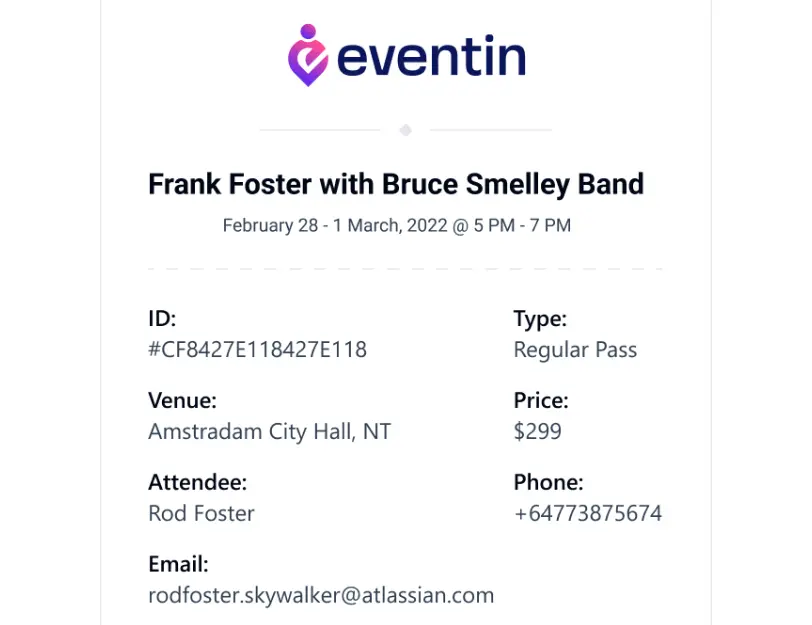 eventin
Frank Foster with Bruce Smelley Band
February 28 - 1 March, 2022 @ 5 PM - 7 PM
ID:
#CF8427E118427E118
Type:
Regular Pass
Venue:
Amstradam City Hall, NT
Price:
$299
Attendee:
Rod Foster
Phone:
+64773875674
Email:
rodfoster.skywalker@atlassian.com